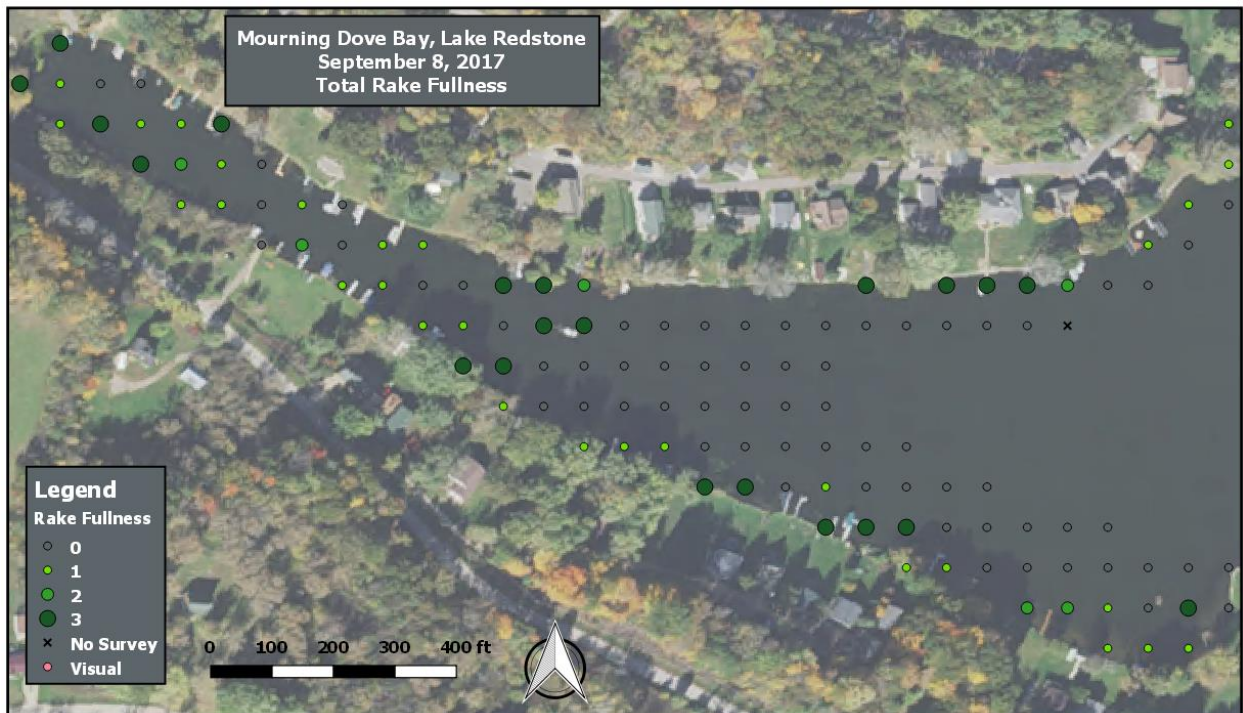 Mourning Dove Bay, Lake Redstone
September 8, 2017
Total Rake Fullness
Legend
Rake Fullness
0
1
2
3
No Survey
Visual
0 100 200 300 400 ft